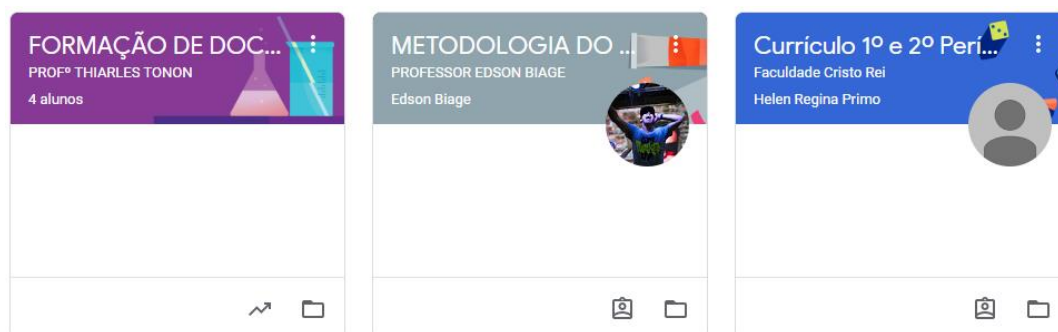 FORMAÇÃO DE DOC...
PROFº THIARLES TONON
4 alunos
METODOLOGIA DO ...
PROFESSOR EDSON BIAGE
Edson Biage
Currículo 1º e 2º Perí...
Faculdade Cristo Rei
Helen Regina Primo